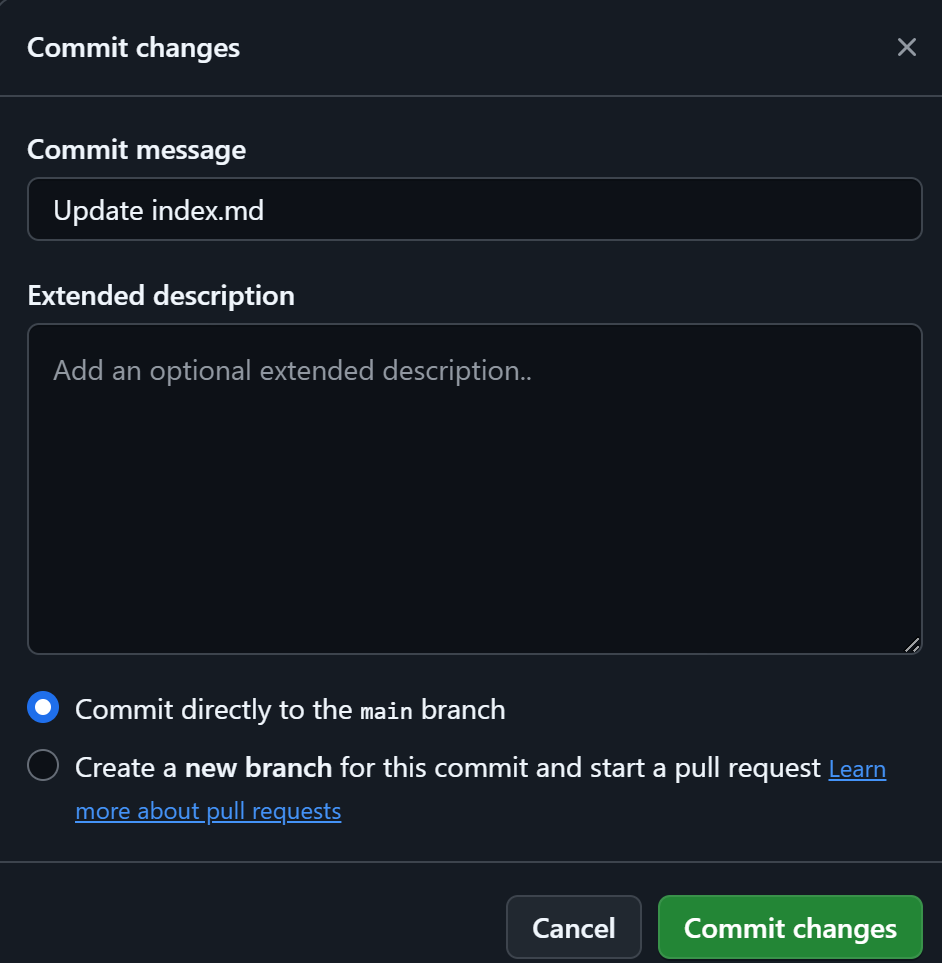 Commit changes
Commit message
Update index.md
Extended description
Add an optional extended description..
Commit directly to the main branch
Create a new branch for this commit and start a pull request Learn
more about pull requests
Cancel Commit changes